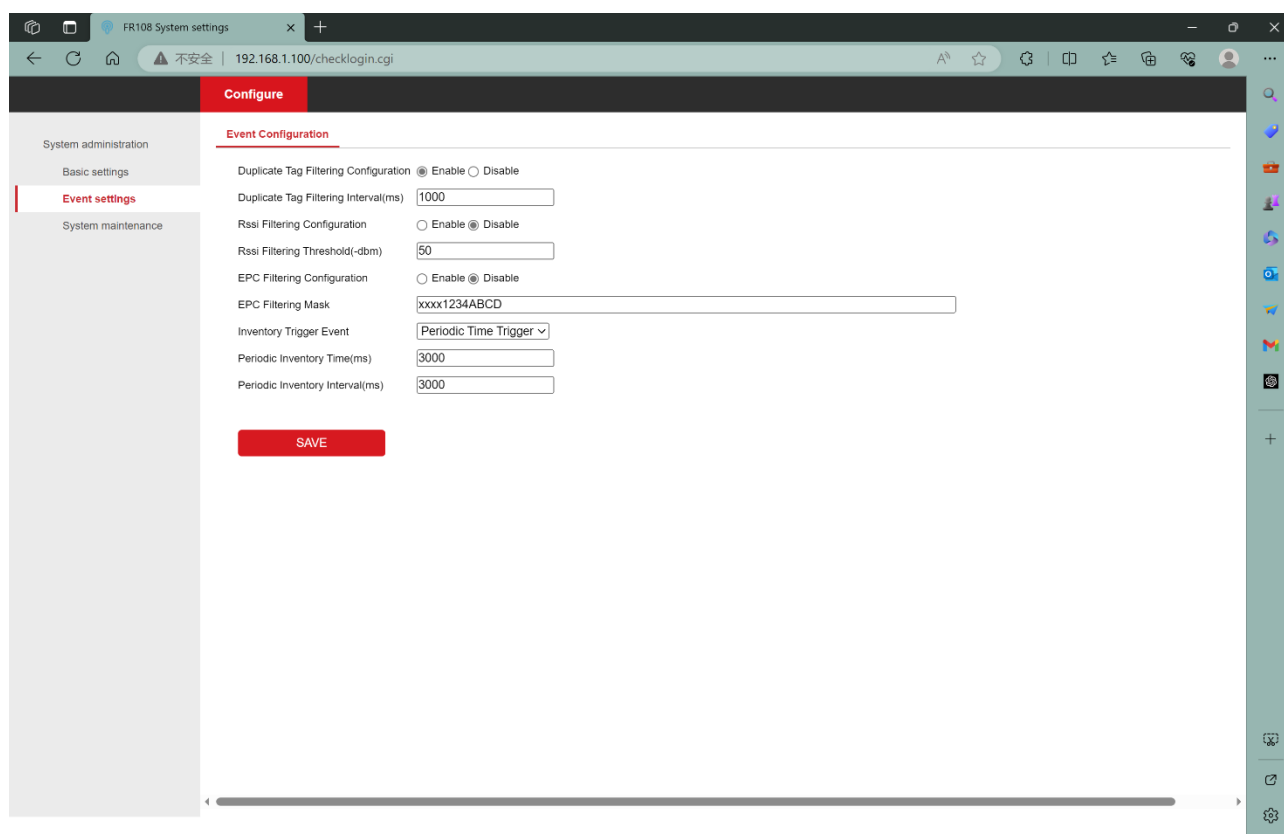 FR108 System settings
不安全 | 192.168.1.100/checklogin.cgi
Configure
System administration
Basic settings
Event settings
System maintenance
Event Configuration
Duplicate Tag Filtering Configuration Enable Disable
Duplicate Tag Filtering Interval(ms) 1000
Rssi Filtering Configuration Enable Disable
Rssi Filtering Threshold(-dbm) 50
EPC Filtering Configuration Enable Disable
EPC Filtering Mask xxxx1234ABCD
Inventory Trigger Event Periodic Time Trigger
Periodic Inventory Time(ms) 3000
Periodic Inventory Interval(ms) 3000
SAVE